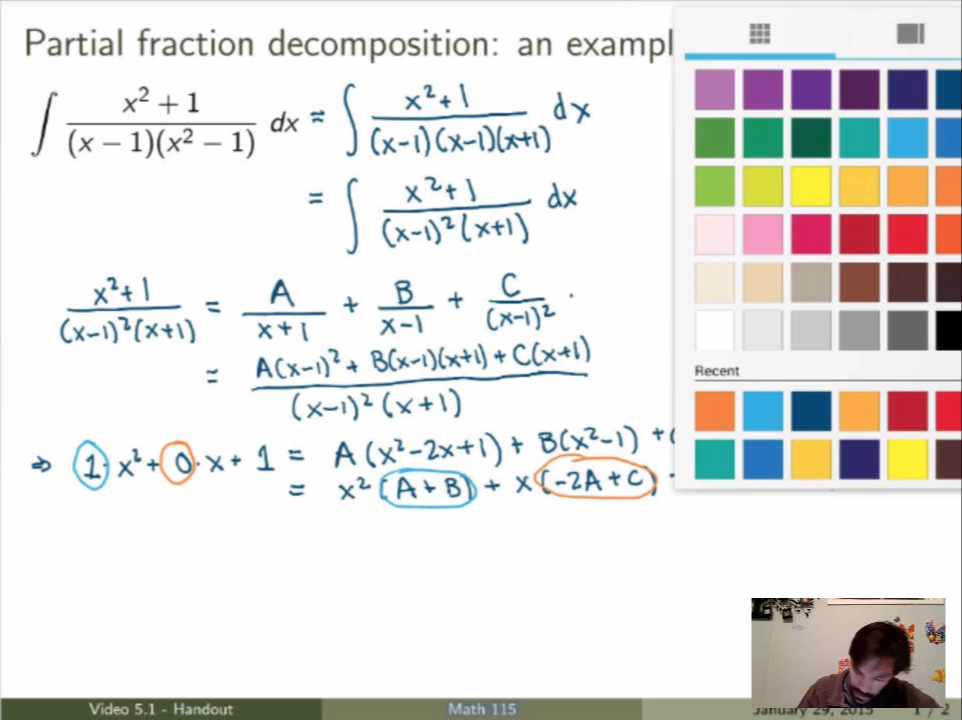 Partial fraction decomposition: an exampl
∫ x² + 1 / (x − 1)(x² − 1) dx = ∫ x²+1 / (x-1)(x-1)(x+1) dx
= ∫ x²+1 / (x-1)²(x+1) dx
x²+1 / (x-1)²(x+1) = A / x+1 + B / x-1 + C / (x-1)² .
= A(x-1)² + B(x-1)(x+1) + C(x+1) / (x-1)²(x+1)
⇒ 1·x² + 0·x + 1 = A(x²-2x+1) + B(x²-1) +
= x²(A+B) + x(-2A+C)
Recent
Video 5.1 - Handout Math 115 January 29, 2015 1 / 2